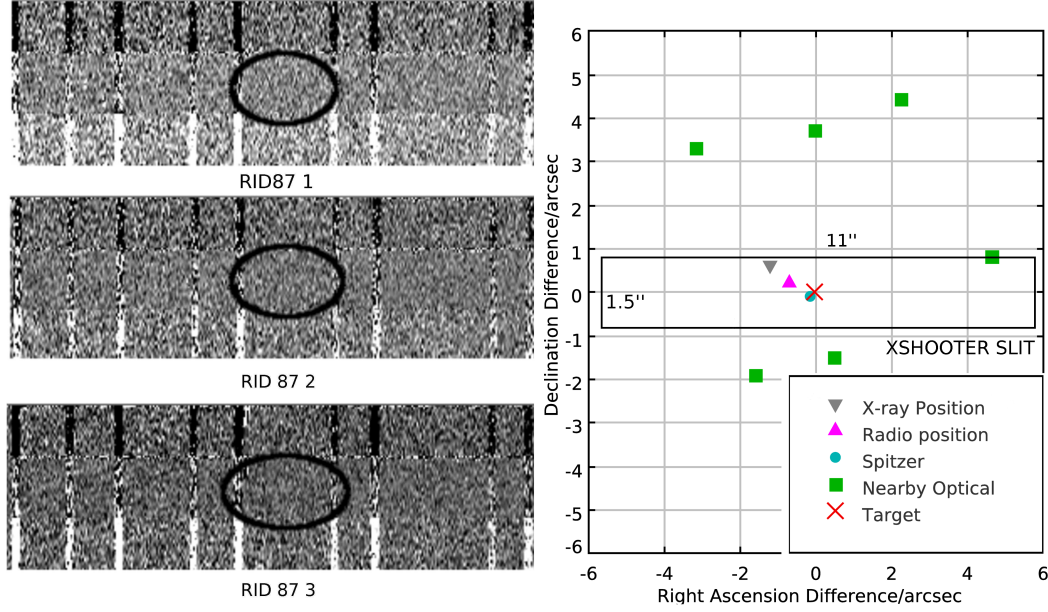 RID87 1
RID 87 2
RID 87 3
Declination Difference/arcsec
6
5
4
3
2
1
0
-1
-2
-3
-4
-5
-6
11''
1.5''
XSHOOTER SLIT
X-ray Position
Radio position
Spitzer
Nearby Optical
Target
-6
-4
-2
0
2
4
6
Right Ascension Difference/arcsec